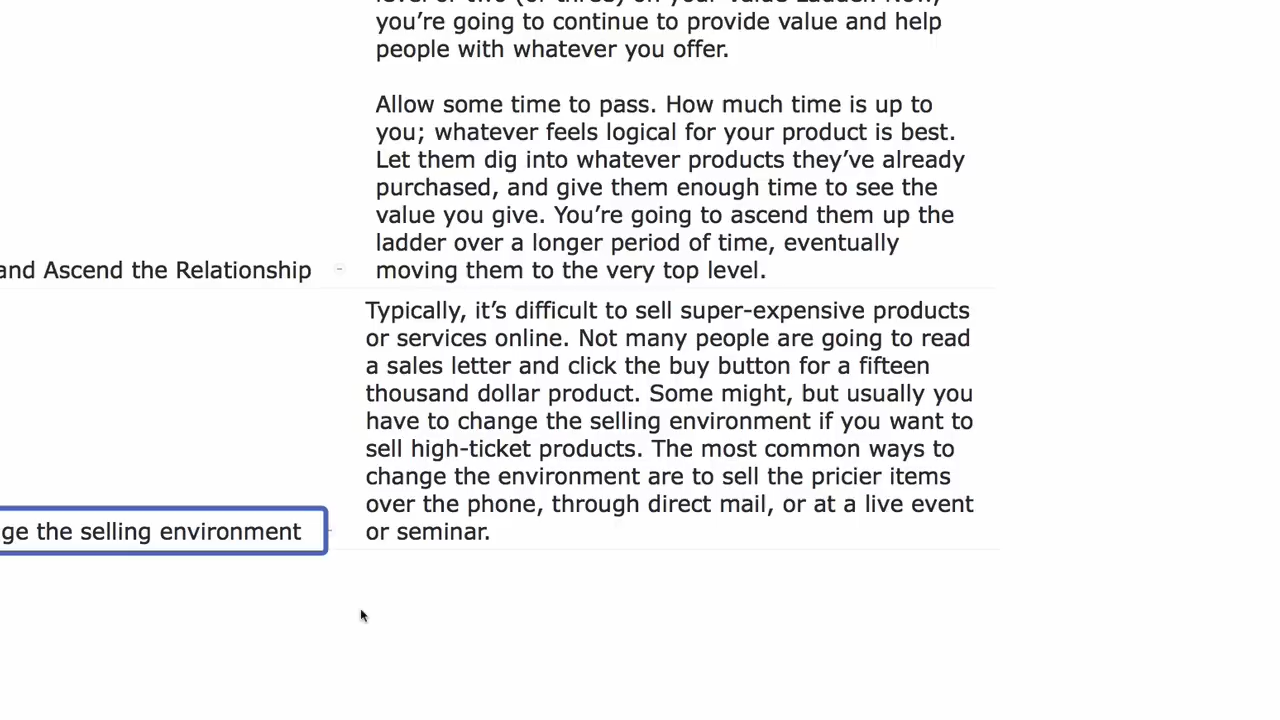 you're going to continue to provide value and help
people with whatever you offer.
Allow some time to pass. How much time is up to
you; whatever feels logical for your product is best.
Let them dig into whatever products they've already
purchased, and give them enough time to see the
value you give. You're going to ascend them up the
ladder over a longer period of time, eventually
moving them to the very top level.
and Ascend the Relationship
Typically, it's difficult to sell super-expensive products
or services online. Not many people are going to read
a sales letter and click the buy button for a fifteen
thousand dollar product. Some might, but usually you
have to change the selling environment if you want to
sell high-ticket products. The most common ways to
change the environment are to sell the pricier items
over the phone, through direct mail, or at a live event
or seminar.
ge the selling environment